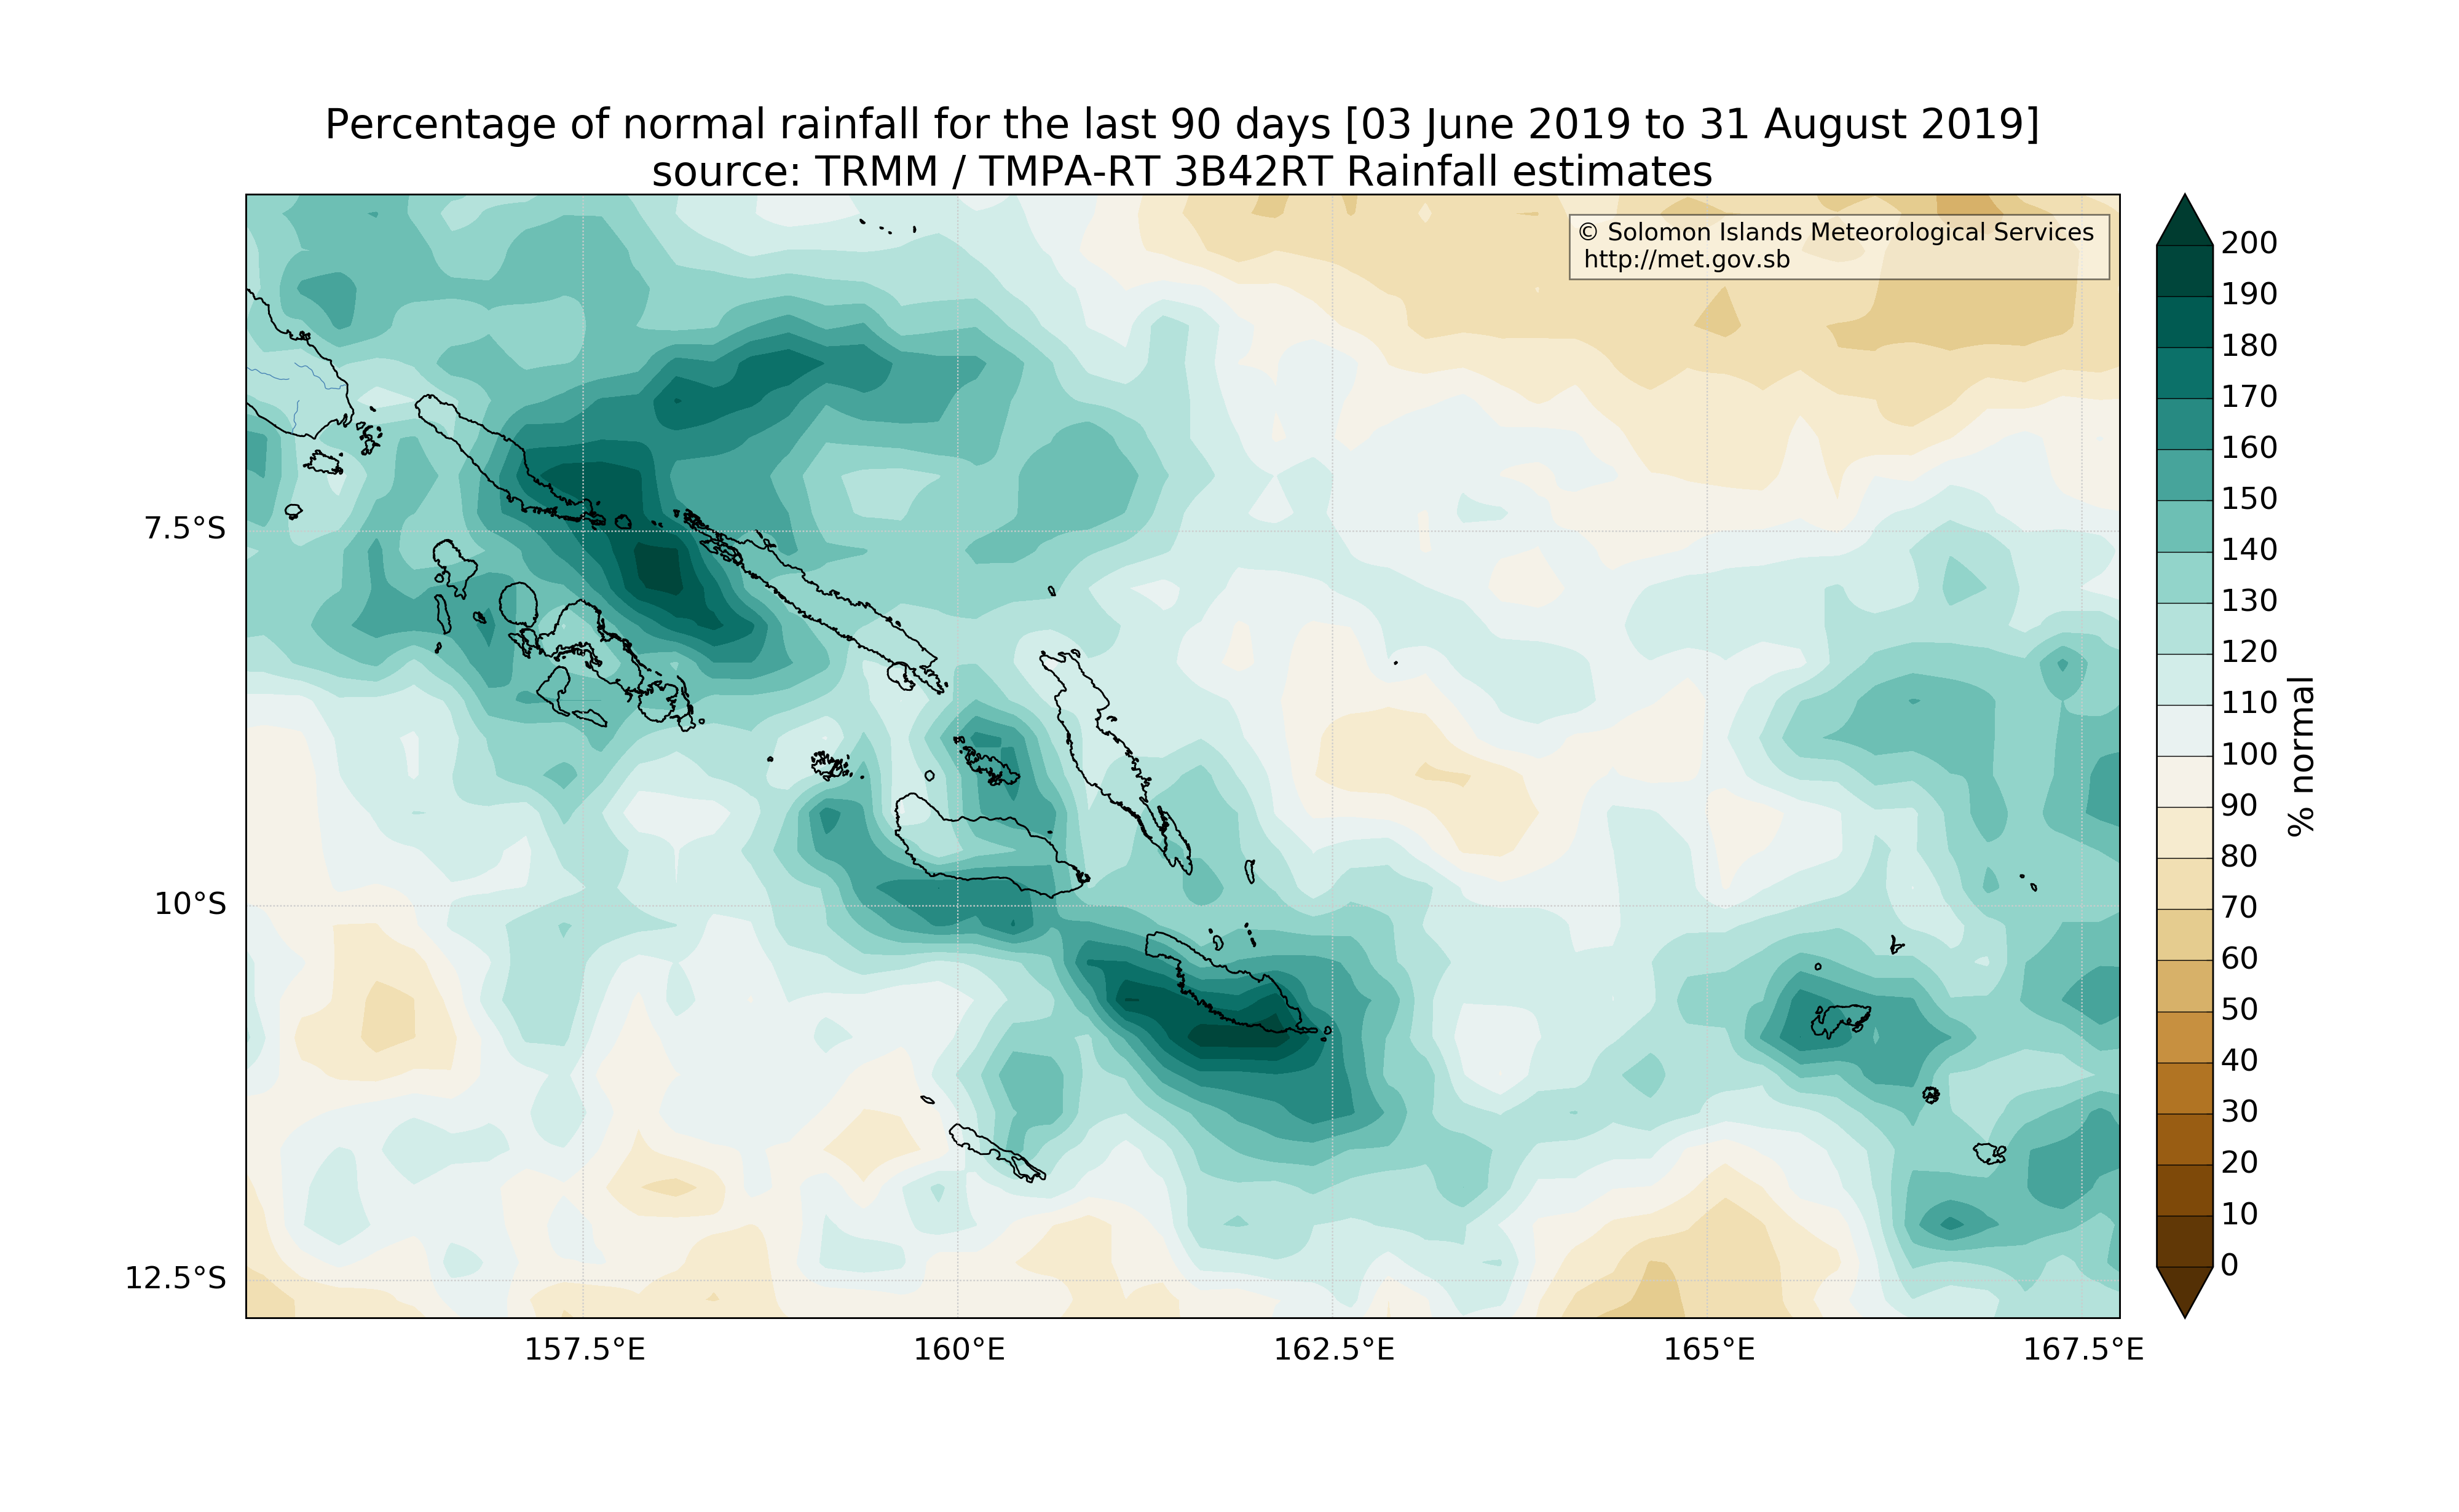 Percentage of normal rainfall for the last 90 days [03 June 2019 to 31 August 2019]
source: TRMM / TMPA-RT 3B42RT Rainfall estimates
© Solomon Islands Meteorological Services
http://met.gov.sb
7.5°S
10°S
12.5°S
157.5°E
160°E
162.5°E
165°E
167.5°E
200
190
180
170
160
150
140
130
120
110
100
90
80
70
60
50
40
30
20
10
0
% normal